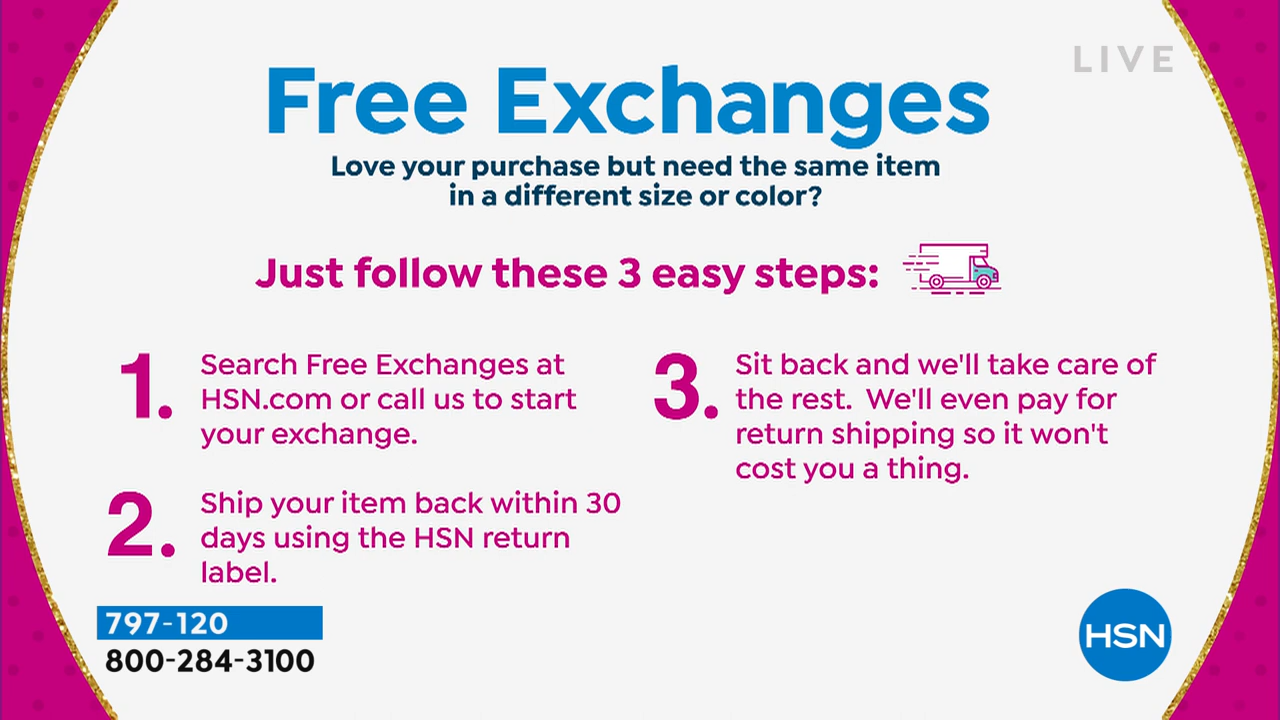 LIVE
Free Exchanges
Love your purchase but need the same item
in a different size or color?
Just follow these 3 easy steps:
1. Search Free Exchanges at
HSN.com or call us to start
your exchange.
2. Ship your item back within 30
days using the HSN return
label.
3. Sit back and we'll take care of
the rest. We'll even pay for
return shipping so it won't
cost you a thing.
797-120
800-284-3100
HSN